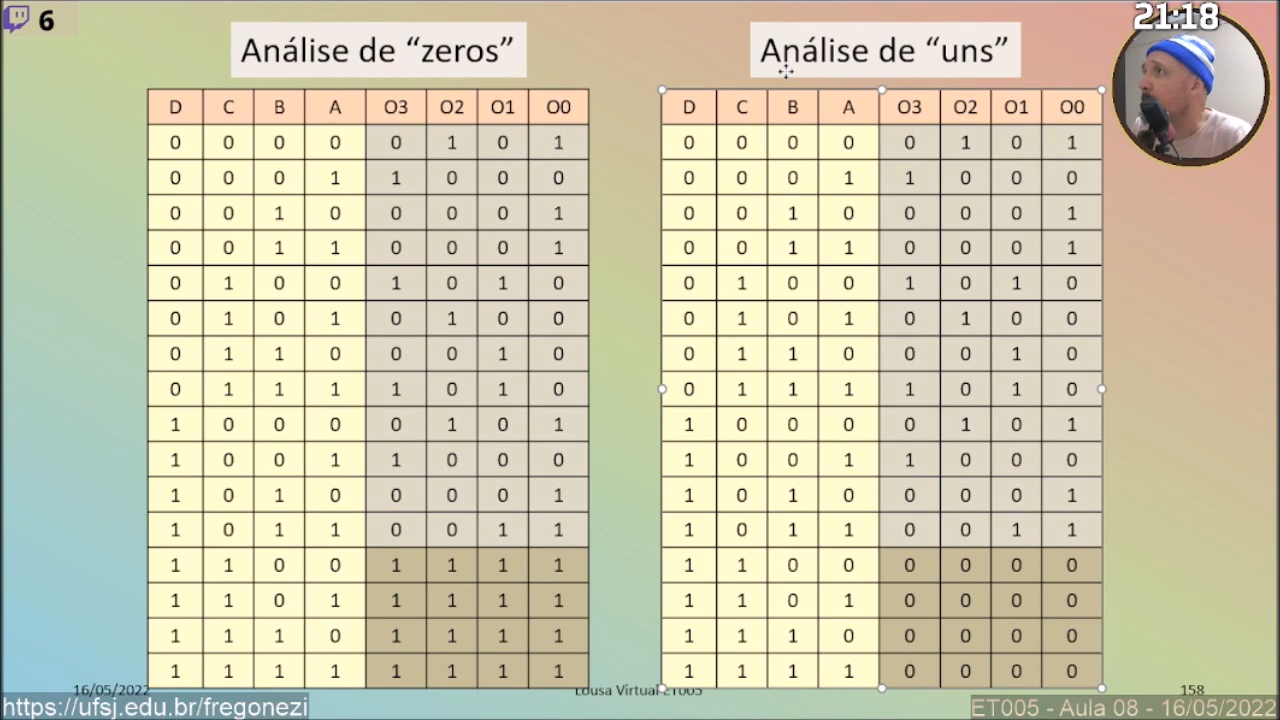 6
21:18
Análise de “zeros”
Análise de “uns”
D C B A O3 O2 O1 O0
0 0 0 0 0 1 0 1
0 0 0 1 1 0 0 0
0 0 1 0 0 0 0 1
0 0 1 1 0 0 0 1
0 1 0 0 1 0 1 0
0 1 0 1 0 1 0 0
0 1 1 0 0 0 1 0
0 1 1 1 1 0 1 0
1 0 0 0 0 1 0 1
1 0 0 1 1 0 0 0
1 0 1 0 0 0 0 1
1 0 1 1 0 0 1 1
1 1 0 0 1 1 1 1
1 1 0 1 1 1 1 1
1 1 1 0 1 1 1 1
1 1 1 1 1 1 1 1
D C B A O3 O2 O1 O0
0 0 0 0 0 1 0 1
0 0 0 1 1 0 0 0
0 0 1 0 0 0 0 1
0 0 1 1 0 0 0 1
0 1 0 0 1 0 1 0
0 1 0 1 0 1 0 0
0 1 1 0 0 0 1 0
0 1 1 1 1 0 1 0
1 0 0 0 0 1 0 1
1 0 0 1 1 0 0 0
1 0 1 0 0 0 0 1
1 0 1 1 0 0 1 1
1 1 0 0 0 0 0 0
1 1 0 1 0 0 0 0
1 1 1 0 0 0 0 0
1 1 1 1 0 0 0 0
16/05/2022
Lousa Virtual ET005
158
https://ufsj.edu.br/fregonezi
ET005 - Aula 08 - 16/05/2022